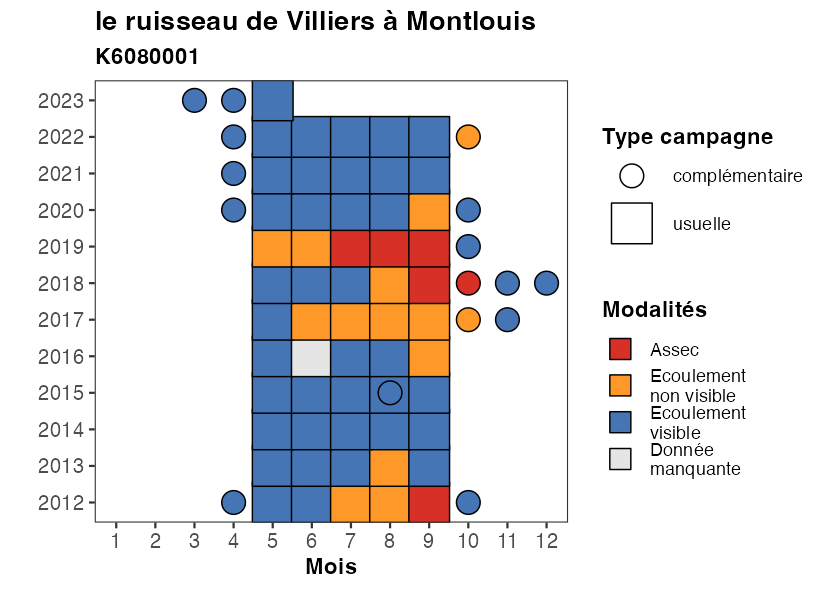 le ruisseau de Villiers à Montlouis
K6080001
2023
2022
2021
2020
2019
2018
2017
2016
2015
2014
2013
2012
1 2 3 4 5 6 7 8 9 10 11 12
Mois
Type campagne
complémentaire
usuelle
Modalités
Assec
Ecoulement
non visible
Ecoulement
visible
Donnée
manquante